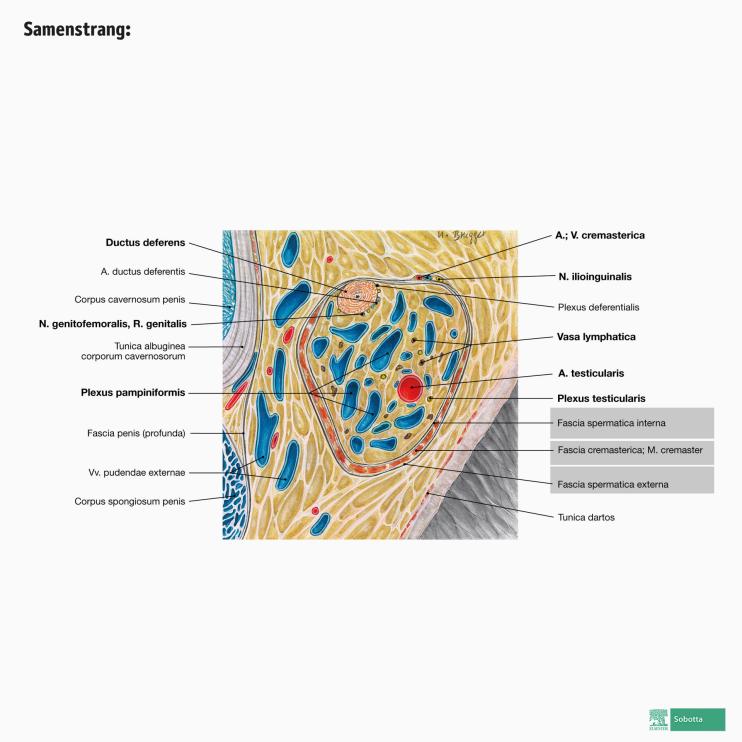 Samenstrang:
Ductus deferens
A. ductus deferentis
Corpus cavernosum penis
N. genitofemoralis, R. genitalis
Tunica albuginea
corporum cavernosorum
Plexus pampiniformis
Fascia penis (profunda)
Vv. pudendae externae
Corpus spongiosum penis
A.; V. cremasterica
N. ilioinguinalis
Plexus deferentialis
Vasa lymphatica
A. testicularis
Plexus testicularis
Fascia spermatica interna
Fascia cremasterica; M. cremaster
Fascia spermatica externa
Tunica dartos
ELSEVIER
Sobotta